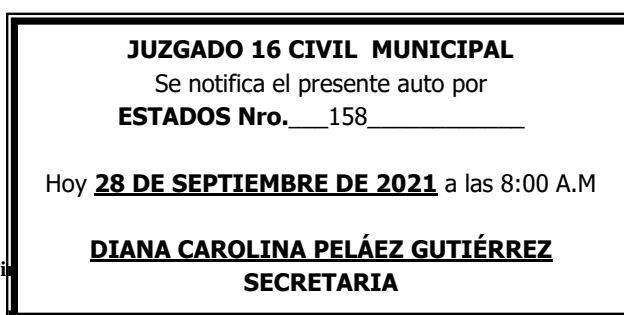 JUZGADO 16 CIVIL MUNICIPAL
Se notifica el presente auto por
ESTADOS Nro.___158____________
Hoy 28 DE SEPTIEMBRE DE 2021 a las 8:00 A.M
DIANA CAROLINA PELÁEZ GUTIÉRREZ
SECRETARIA